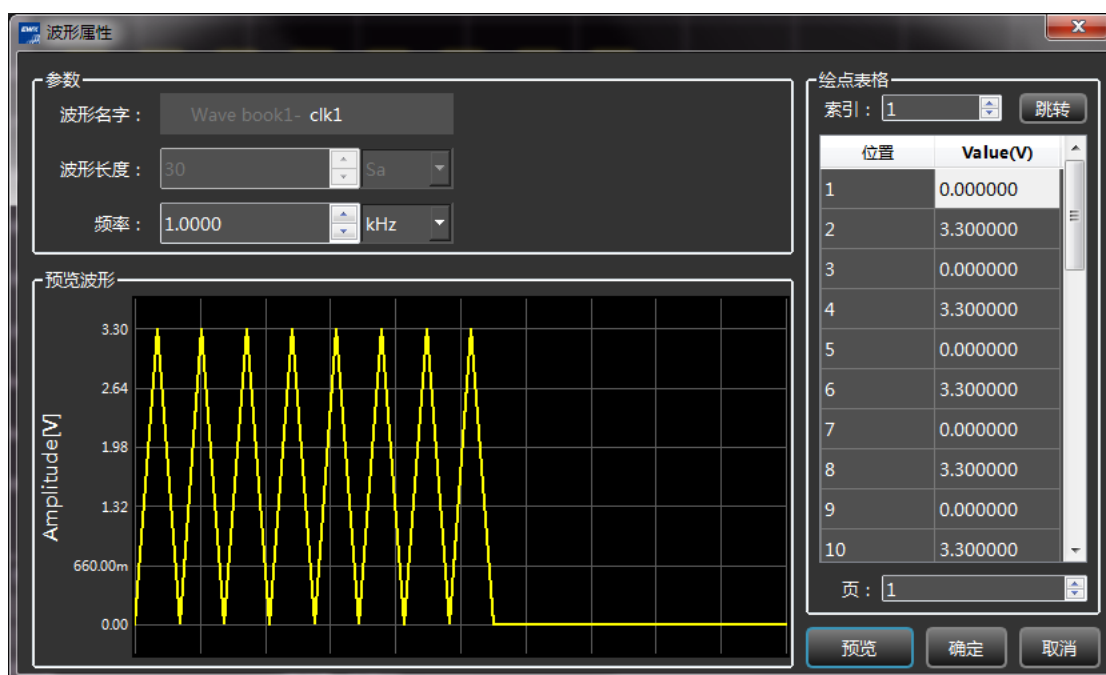 波形属性
参数
波形名字： Wave book1- clk1
波形长度： 30 Sa
频率： 1.0000 kHz
预览波形
Amplitude[V]
3.30
2.64
1.98
1.32
660.00m
0.00
绘点表格
索引： 1 跳转
位置 Value(V)
1 0.000000
2 3.300000
3 0.000000
4 3.300000
5 0.000000
6 3.300000
7 0.000000
8 3.300000
9 0.000000
10 3.300000
页： 1
预览 确定 取消